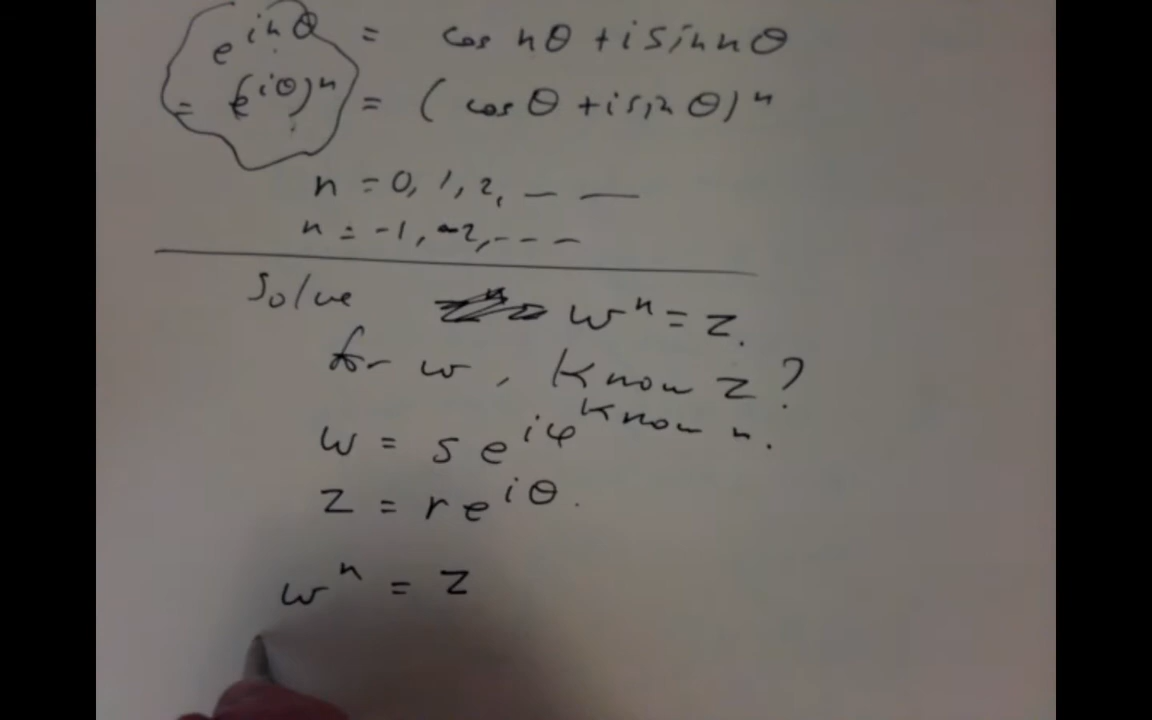 e^{inθ} = cos nθ + i sin nθ
= (e^{iθ})^n = (cos θ + i sin θ)^n
n = 0, 1, 2, — —
n = -1, -2, - - -
Solve w^n = z.
for w, Know z?
Know n.
w = s e^{iφ}
z = r e^{iθ}.
w^n = z